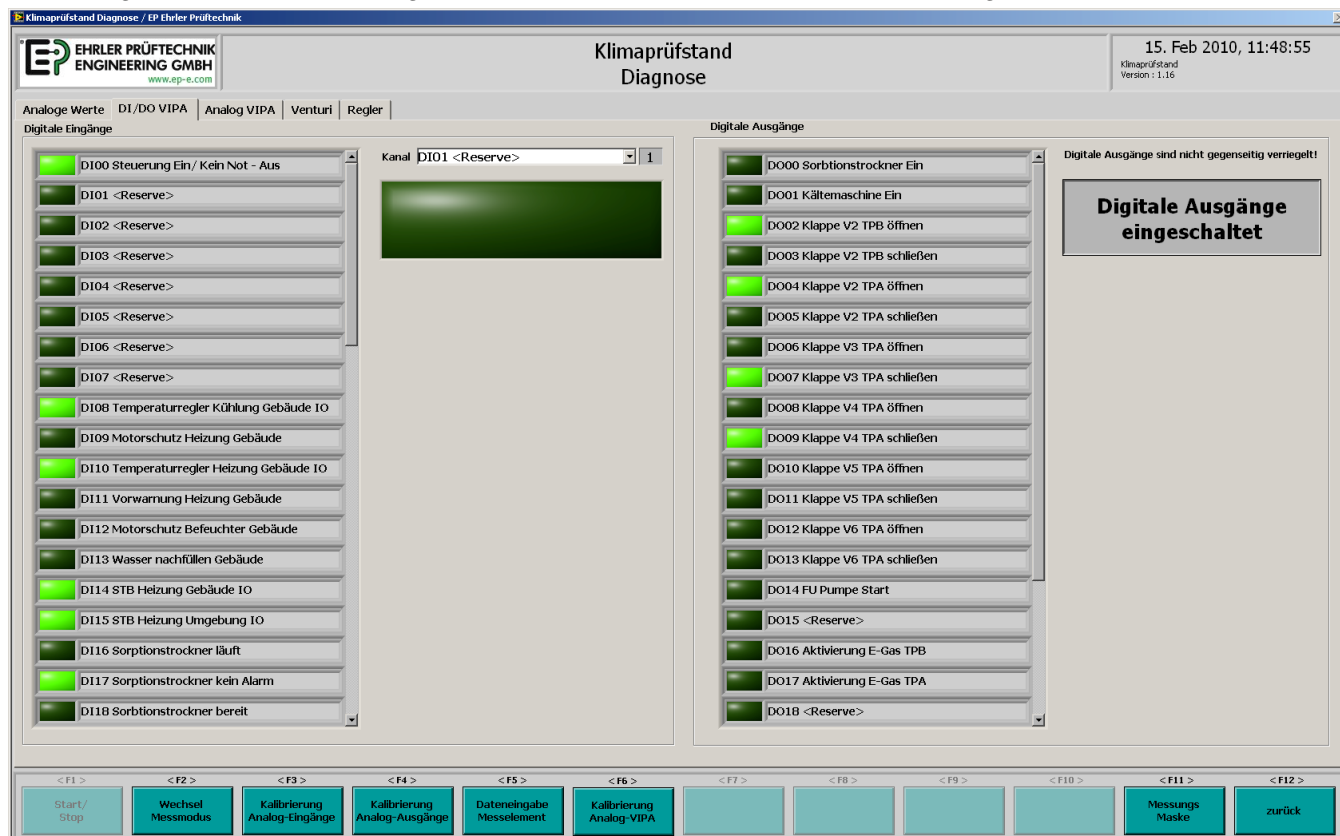 Klimaprüfstand Diagnose / EP Ehrler Prüftechnik
EP EHRLER PRÜFTECHNIK
ENGINEERING GMBH
www.ep-e.com
Klimaprüfstand
Diagnose
15. Feb 2010, 11:48:55
Klimaprüfstand
Version : 1.16
Analoge Werte DI/DO VIPA Analog VIPA Venturi Regler
Digitale Eingänge
DI00 Steuerung Ein/ Kein Not - Aus
DI01 <Reserve>
DI02 <Reserve>
DI03 <Reserve>
DI04 <Reserve>
DI05 <Reserve>
DI06 <Reserve>
DI07 <Reserve>
DI08 Temperaturregler Kühlung Gebäude IO
DI09 Motorschutz Heizung Gebäude
DI10 Temperaturregler Heizung Gebäude IO
DI11 Vorwarnung Heizung Gebäude
DI12 Motorschutz Befeuchter Gebäude
DI13 Wasser nachfüllen Gebäude
DI14 STB Heizung Gebäude IO
DI15 STB Heizung Umgebung IO
DI16 Sorptionstrockner läuft
DI17 Sorptionstrockner kein Alarm
DI18 Sorbtionstrockner bereit
Kanal DI01 <Reserve> 1
Digitale Ausgänge
DO00 Sorbtionstrockner Ein
DO01 Kältemaschine Ein
DO02 Klappe V2 TPB öffnen
DO03 Klappe V2 TPB schließen
DO04 Klappe V2 TPA öffnen
DO05 Klappe V2 TPA schließen
DO06 Klappe V3 TPA öffnen
DO07 Klappe V3 TPA schließen
DO08 Klappe V4 TPA öffnen
DO09 Klappe V4 TPA schließen
DO10 Klappe V5 TPA öffnen
DO11 Klappe V5 TPA schließen
DO12 Klappe V6 TPA öffnen
DO13 Klappe V6 TPA schließen
DO14 FU Pumpe Start
DO15 <Reserve>
DO16 Aktivierung E-Gas TPB
DO17 Aktivierung E-Gas TPA
DO18 <Reserve>
Digitale Ausgänge sind nicht gegenseitig verriegelt!
Digitale Ausgänge
eingeschaltet
< F1 > < F2 > < F3 > < F4 > < F5 > < F6 > < F7 > < F8 > < F9 > < F10 > < F11 > < F12 >
Start/
Stop
Wechsel
Messmodus
Kalibrierung
Analog-Eingänge
Kalibrierung
Analog-Ausgänge
Dateneingabe
Messelement
Kalibrierung
Analog-VIPA
Messungs
Maske
zurück